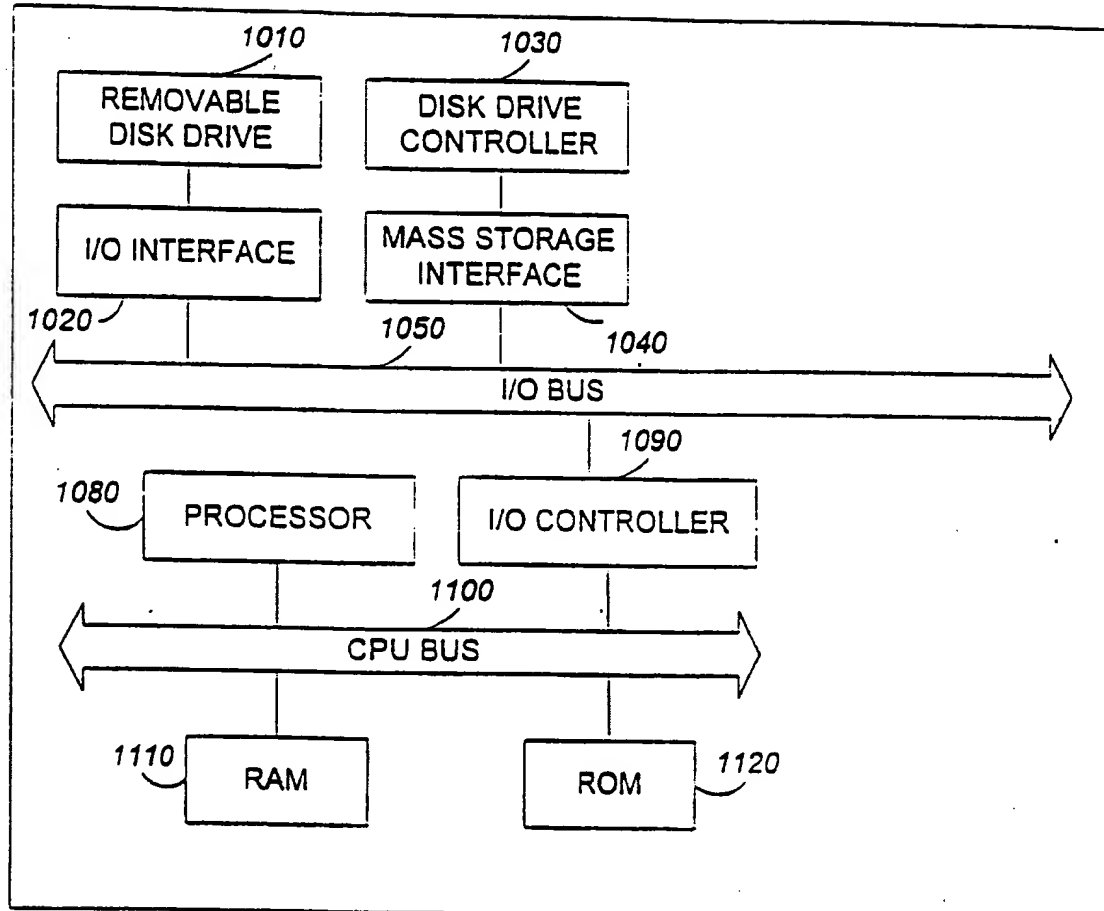 1010
1030
REMOVABLE
DISK DRIVE
DISK DRIVE
CONTROLLER
I/O INTERFACE
MASS STORAGE
INTERFACE
1020
1050
1040
I/O BUS
1090
1080
PROCESSOR
I/O CONTROLLER
1100
CPU BUS
1110
RAM
ROM
1120